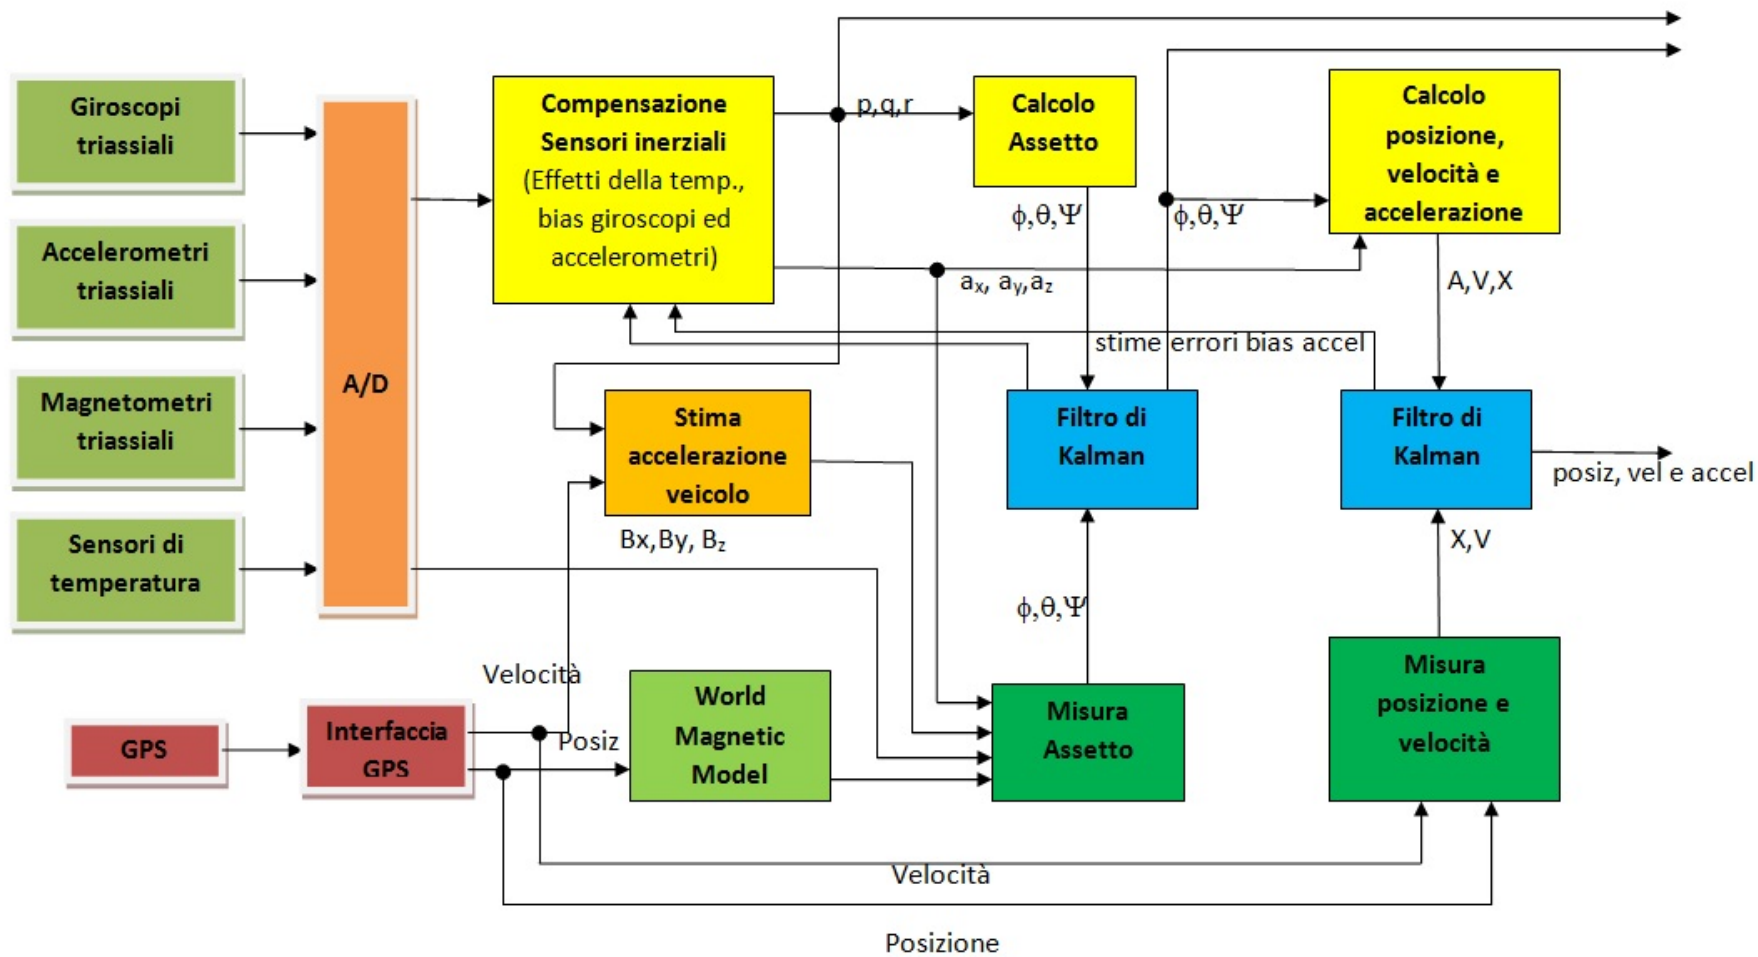 Giroscopi
triassiali
Accelerometri
triassiali
Magnetometri
triassiali
Sensori di
temperatura
A/D
Compensazione
Sensori inerziali
(Effetti della temp.,
bias giroscopi ed
accelerometri)
p,q,r
Calcolo
Assetto
ϕ,θ,Ψ
ϕ,θ,Ψ
Calcolo
posizione,
velocità e
accelerazione
aₓ, aᵧ,a_z
A,V,X
stime errori bias accel
Stima
accelerazione
veicolo
Filtro di
Kalman
Filtro di
Kalman
posiz, vel e accel
Bx,By, B_z
X,V
ϕ,θ,Ψ
Velocità
GPS
Interfaccia
GPS
Posiz
World
Magnetic
Model
Misura
Assetto
Misura
posizione e
velocità
Velocità
Posizione